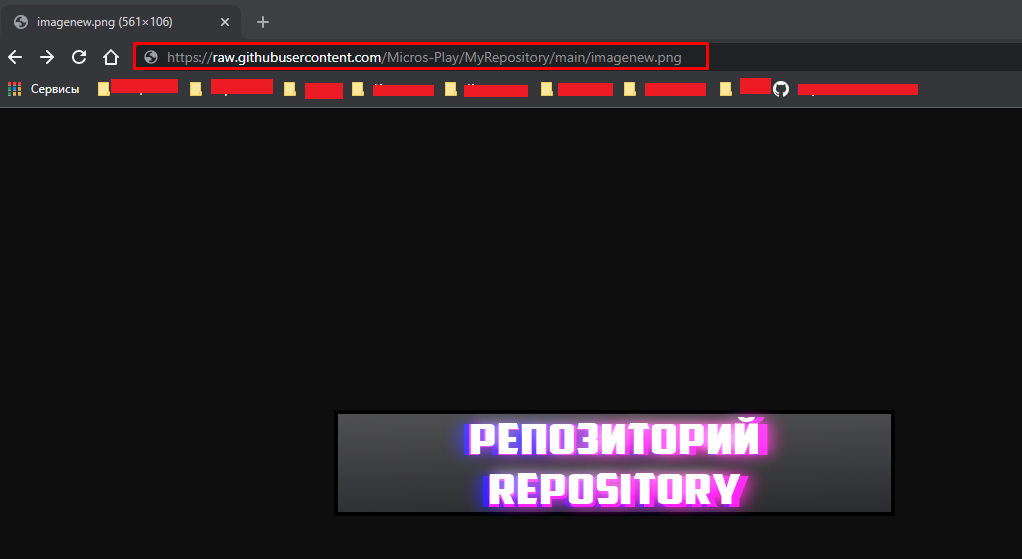 imagenew.png (561×106)
https://raw.githubusercontent.com/Micros-Play/MyRepository/main/imagenew.png
Сервисы
РЕПОЗИТОРИЙ
REPOSITORY